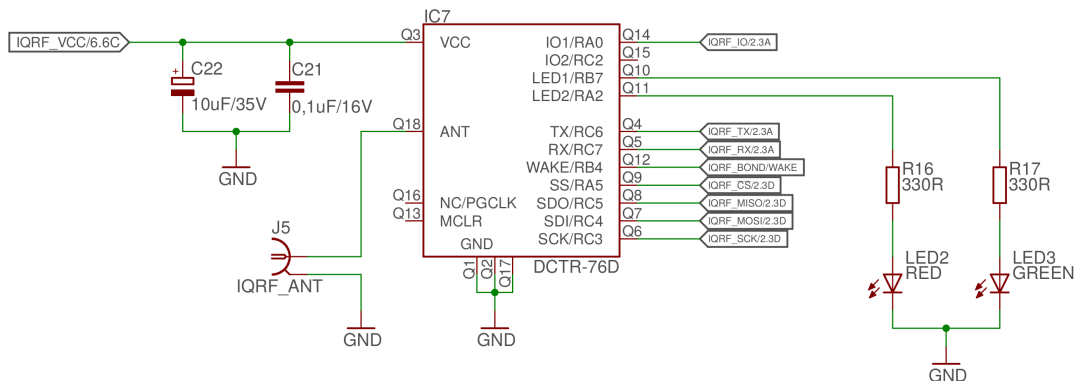 IC7
IQRF_VCC/6.6C
Q3
VCC
IO1/RA0
Q14
IQRF_IO/2.3A
IO2/RC2
Q15
LED1/RB7
Q10
LED2/RA2
Q11
+
C22
10uF/35V
C21
0,1uF/16V
GND
Q18
ANT
TX/RC6
Q4
IQRF_TX/2.3A
RX/RC7
Q5
IQRF_RX/2.3A
WAKE/RB4
Q12
IQRF_BOND/WAKE
SS/RA5
Q9
IQRF_CS/2.3D
Q16
NC/PGCLK
SDO/RC5
Q8
IQRF_MISO/2.3D
Q13
MCLR
SDI/RC4
Q7
IQRF_MOSI/2.3D
SCK/RC3
Q6
IQRF_SCK/2.3D
GND
Q1
Q2
Q17
DCTR-76D
GND
J5
IQRF_ANT
GND
R16
330R
R17
330R
LED2
RED
LED3
GREEN
GND